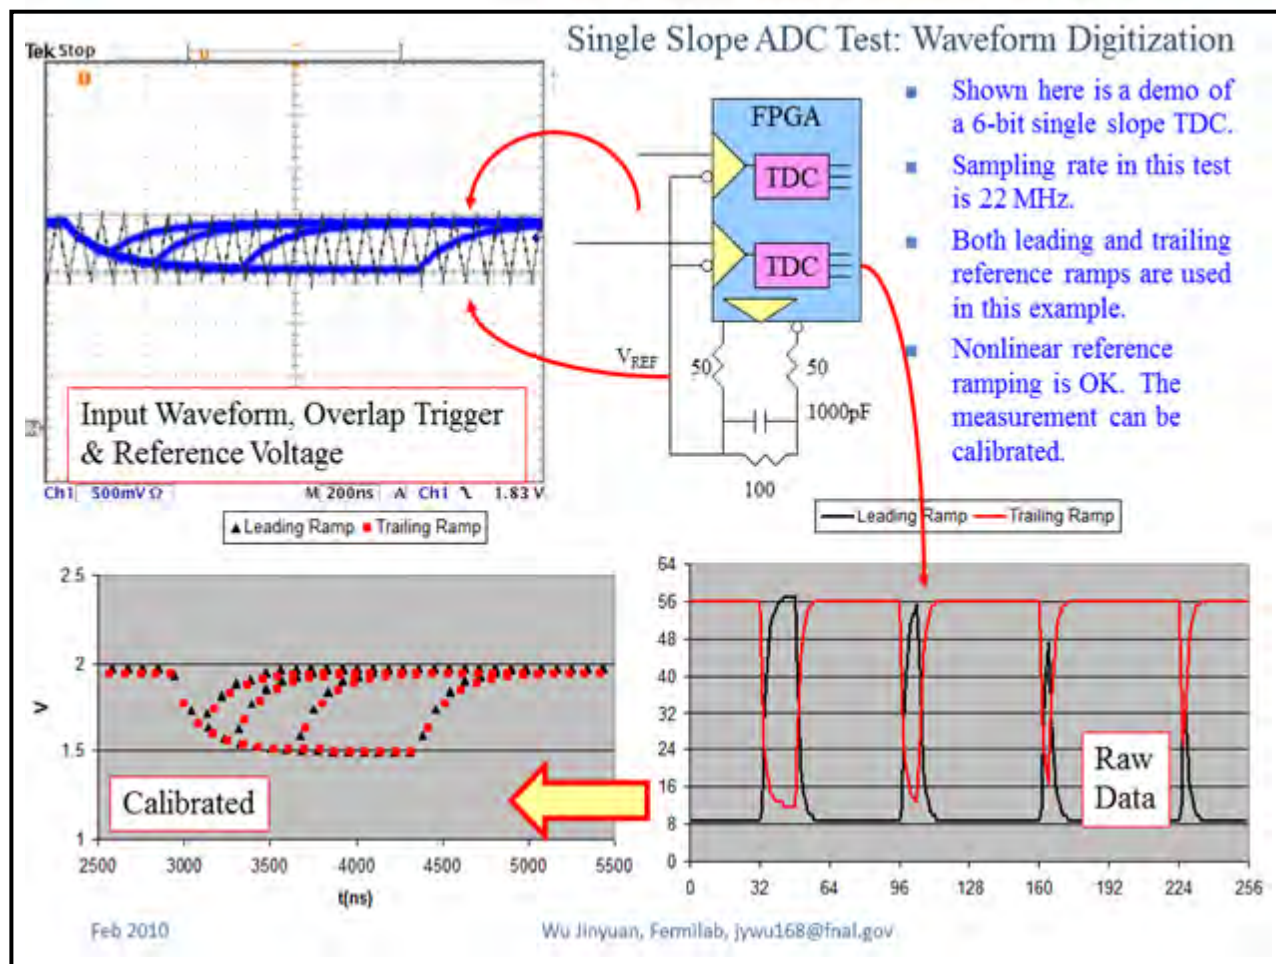 Single Slope ADC Test: Waveform Digitization
Tek Stop
U
Input Waveform, Overlap Trigger
& Reference Voltage
Ch1 500mV Ω M 200ns A Ch1 1.83 V
FPGA
TDC
TDC
VREF
50
50
1000pF
100
Shown here is a demo of
a 6-bit single slope TDC.
Sampling rate in this test
is 22 MHz.
Both leading and trailing
reference ramps are used
in this example.
Nonlinear reference
ramping is OK. The
measurement can be
calibrated.
Leading Ramp Trailing Ramp
2.5
2
1.5
1
V
2500 3000 3500 4000 4500 5000 5500
t(ns)
Calibrated
Leading Ramp Trailing Ramp
64
56
48
40
32
24
16
8
0
0 32 64 96 128 160 192 224 256
Raw
Data
Feb 2010
Wu Jinyuan, Fermilab, jywu168@fnal.gov